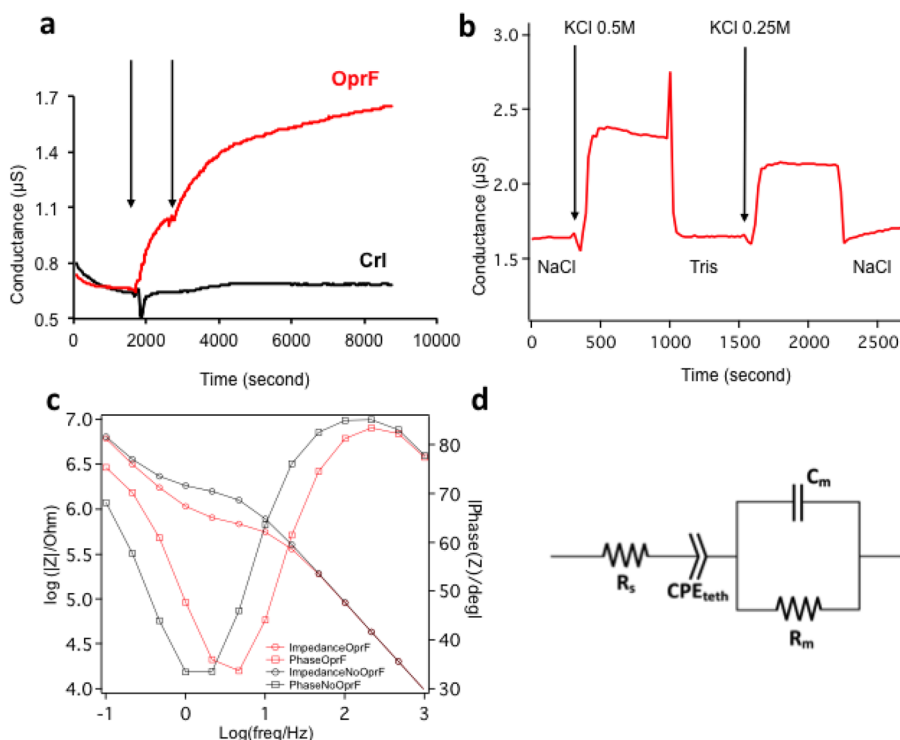 a
OprF
Crl
Conductance (µS)
1.7
1.4
1.1
0.8
0.5
0
2000
4000
6000
8000
10000
Time (second)
b
KCl 0.5M
KCl 0.25M
Conductance (µS)
3.0
2.5
2.0
1.5
NaCl
Tris
NaCl
0
500
1000
1500
2000
2500
Time (second)
c
log (|Z|/Ohm)
7.0
6.5
6.0
5.5
5.0
4.5
4.0
|Phase(Z)/deg|
80
70
60
50
40
30
ImpedanceOprF
PhaseOprF
ImpedanceNoOprF
PhaseNoOprF
-1
0
1
2
3
Log(freq/Hz)
d
Cm
Rs
CPEteth
Rm